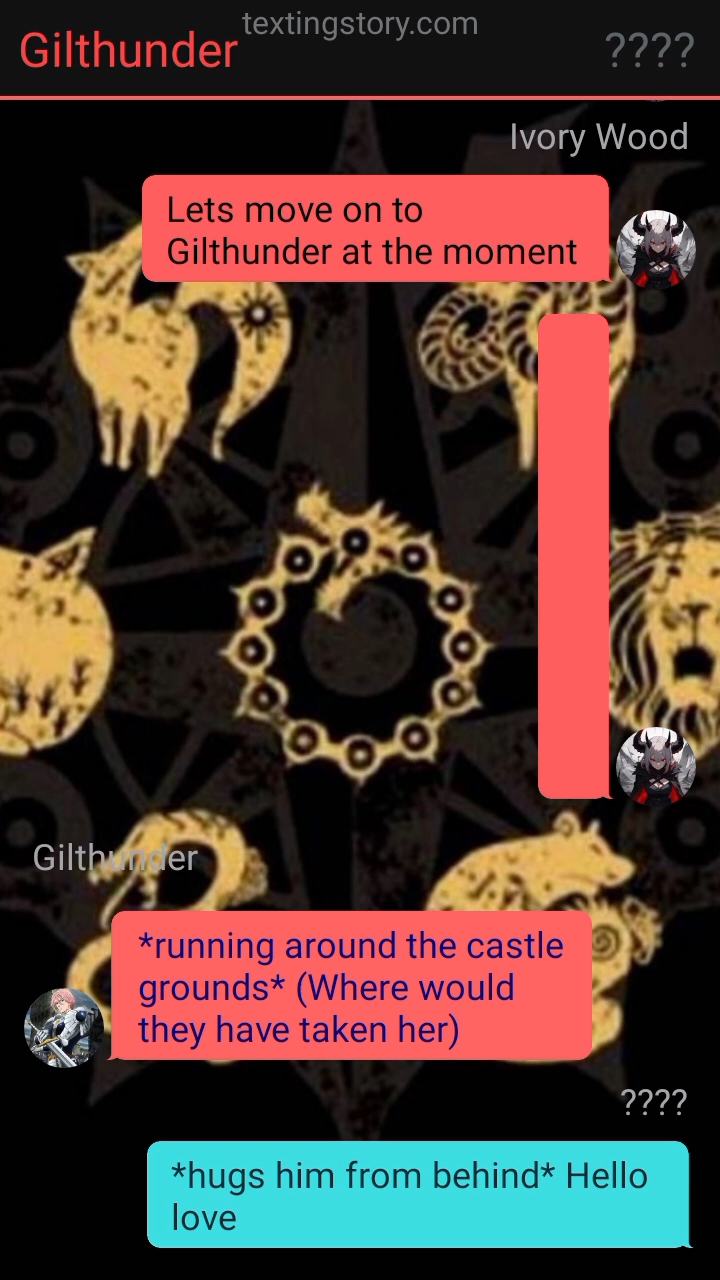 textingstory.com
Gilthunder
????
Ivory Wood
Lets move on to
Gilthunder at the moment
Gilthunder
*running around the castle
grounds* (Where would
they have taken her)
????
*hugs him from behind* Hello
love